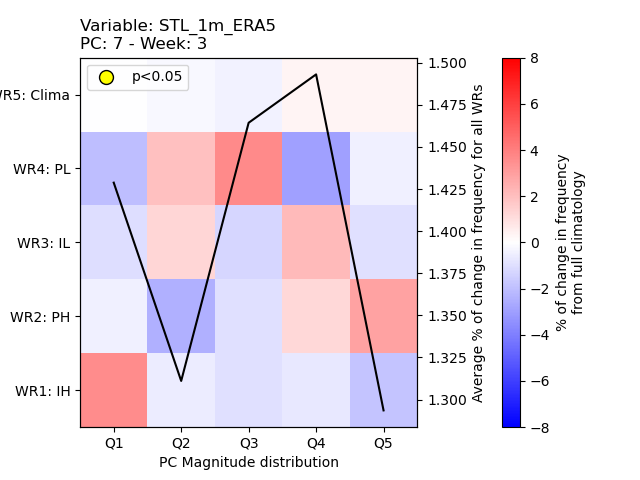 Variable: STL_1m_ERA5
PC: 7 - Week: 3
p<0.05
WR5: Clima
WR4: PL
WR3: IL
WR2: PH
WR1: IH
Q1 Q2 Q3 Q4 Q5
PC Magnitude distribution
1.500
1.475
1.450
1.425
1.400
1.375
1.350
1.325
1.300
Average % of change in frequency for all WRs
8
6
4
2
0
−2
−4
−6
−8
% of change in frequency
from full climatology